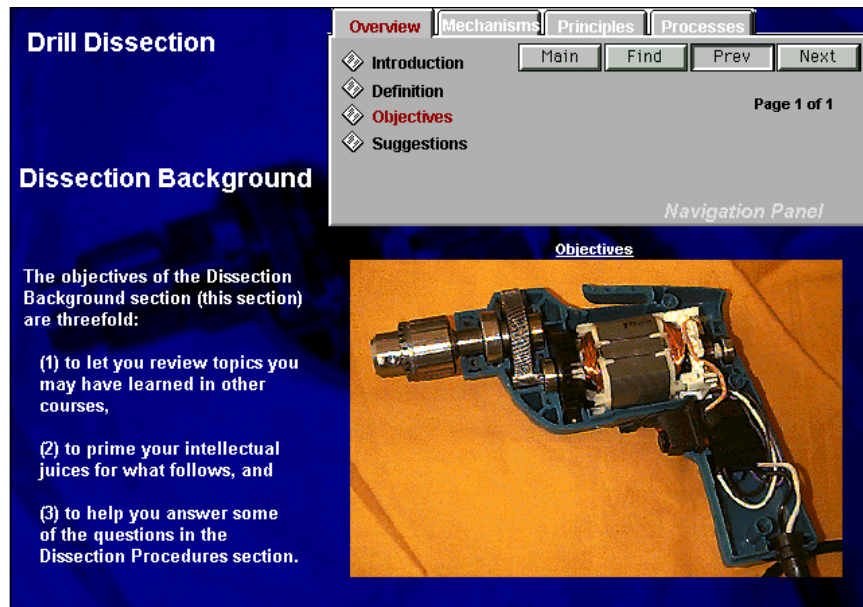 Drill Dissection
Overview Mechanisms Principles Processes
Introduction
Definition
Objectives
Suggestions
Main Find Prev Next
Page 1 of 1
Navigation Panel
Dissection Background
The objectives of the Dissection
Background section (this section)
are threefold:
(1) to let you review topics you
may have learned in other
courses,
(2) to prime your intellectual
juices for what follows, and
(3) to help you answer some
of the questions in the
Dissection Procedures section.
Objectives